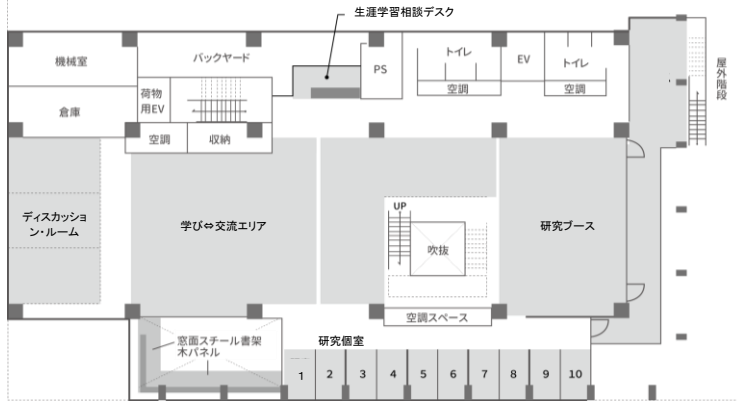 生涯学習相談デスク
機械室
バックヤード
PS
トイレ
EV
トイレ
屋外階段
荷物
用EV
空調
空調
倉庫
空調
収納
ディスカッショ
ン・ルーム
学び⇔交流エリア
UP
吹抜
研究ブース
空調スペース
窓面スチール書架
木パネル
研究個室
1
2
3
4
5
6
7
8
9
10